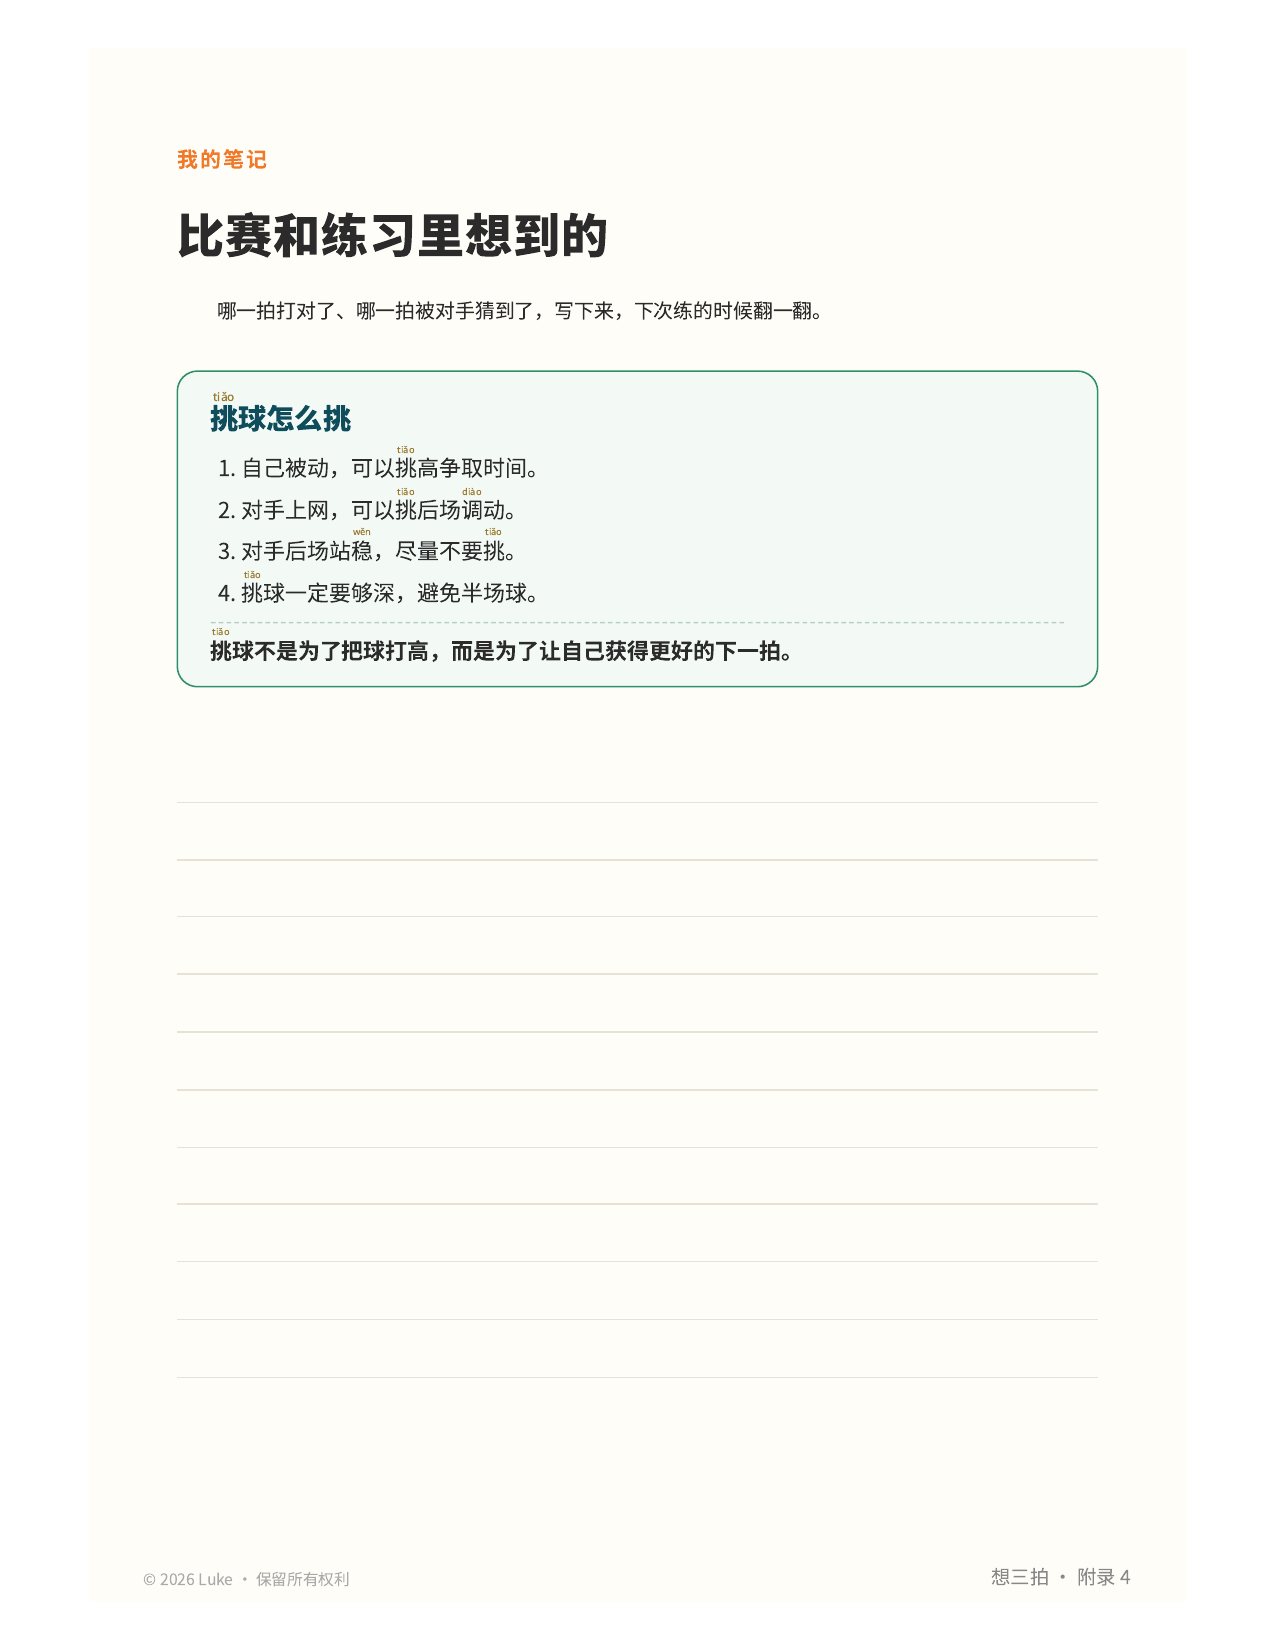 我的笔记
比赛和练习里想到的
哪一拍打对了、哪一拍被对手猜到了，写下来，下次练的时候翻一翻。
tiǎo
挑球怎么挑
tiǎo
1. 自己被动，可以挑高争取时间。
tiǎo diào
2. 对手上网，可以挑后场调动。
wěn tiǎo
3. 对手后场站稳，尽量不要挑。
tiǎo
4. 挑球一定要够深，避免半场球。
tiǎo
挑球不是为了把球打高，而是为了让自己获得更好的下一拍。
© 2026 Luke · 保留所有权利
想三拍 · 附录 4